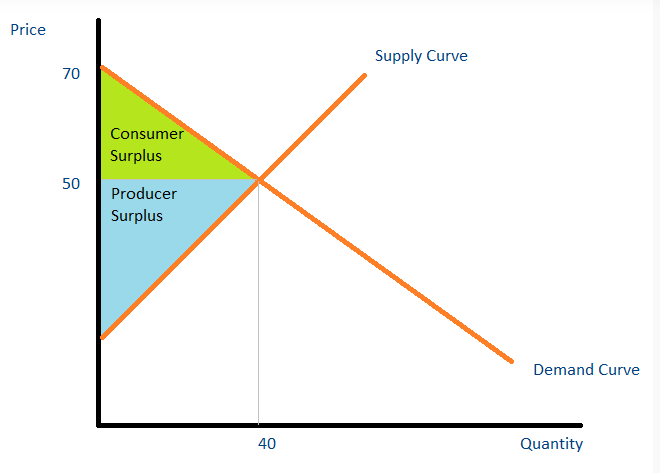 Price
Supply Curve
70
Consumer
Surplus
50
Producer
Surplus
Demand Curve
40
Quantity